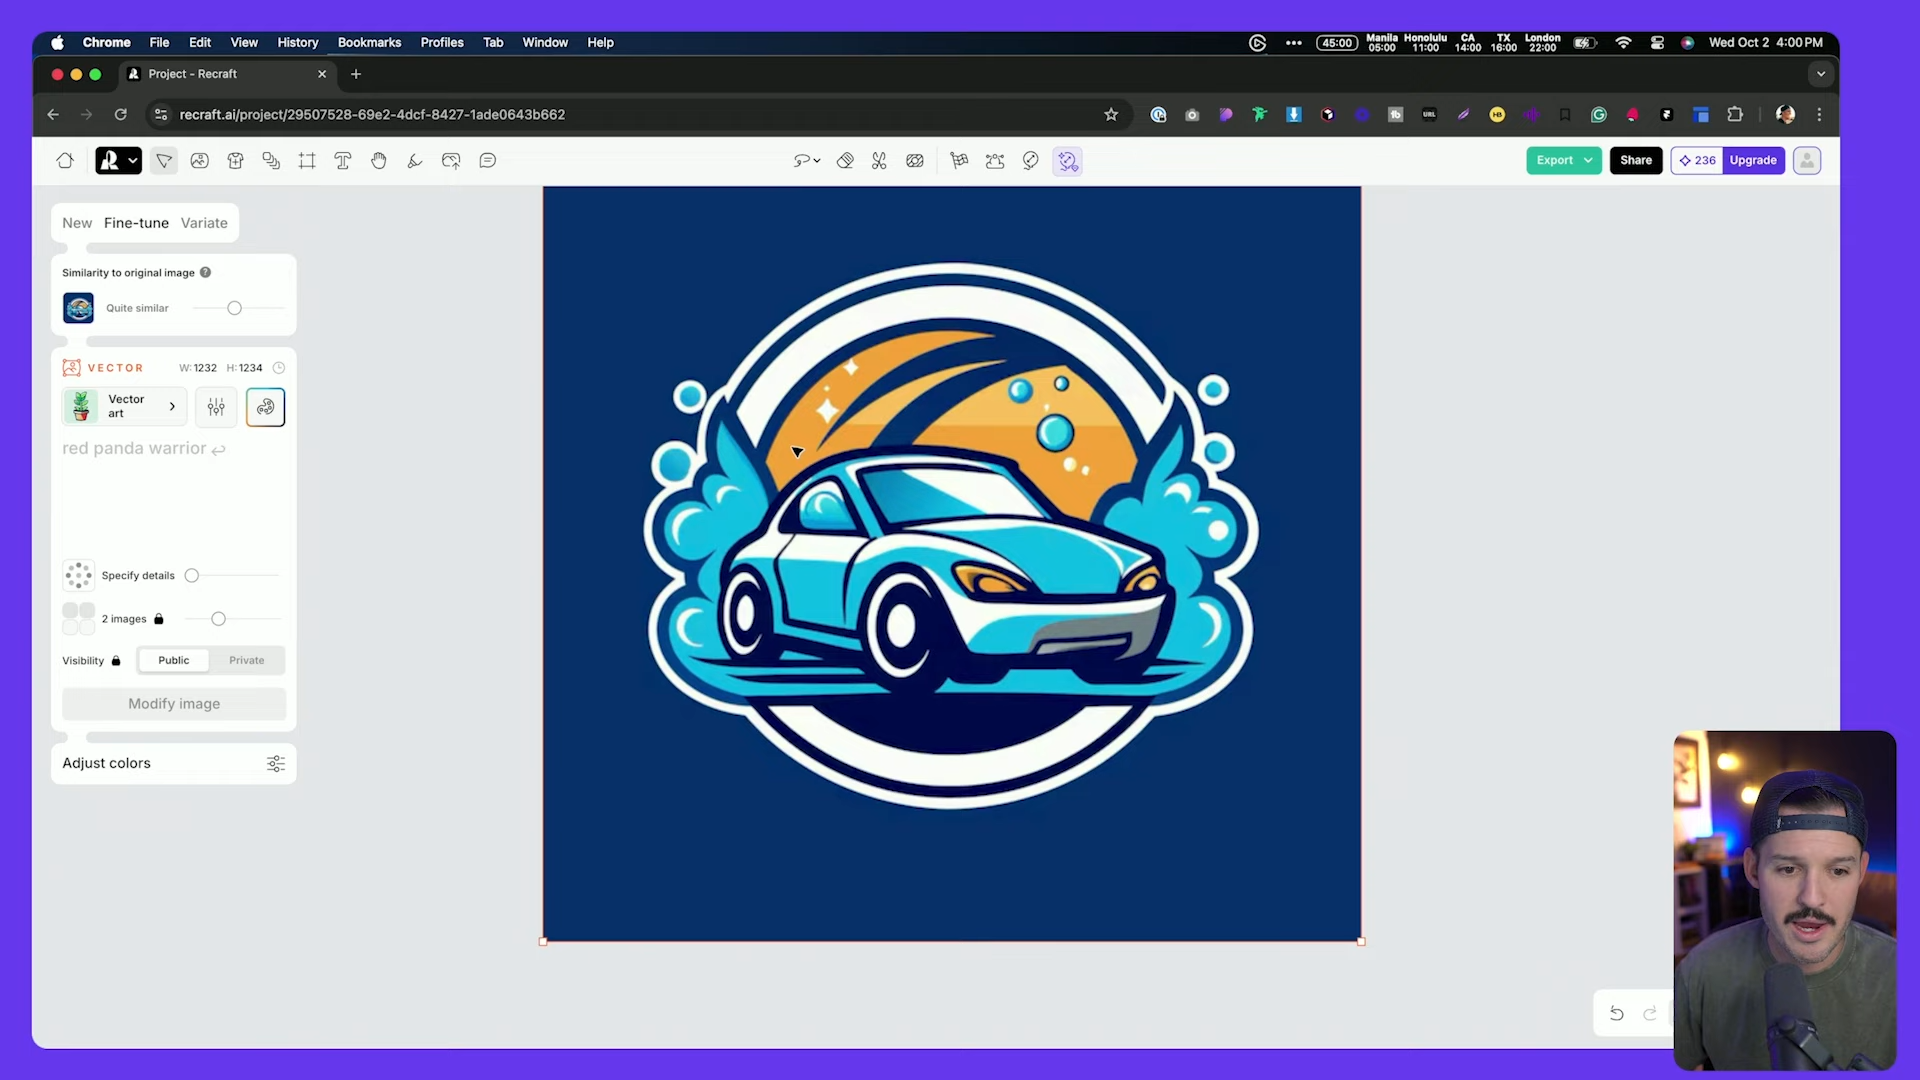 Chrome File Edit View History Bookmarks Profiles Tab Window Help
45:00
Manila 05:00
Honolulu 11:00
CA 14:00
TX 16:00
London 22:00
Wed Oct 2 4:00 PM
Project - Recraft
recraft.ai/project/29507528-69e2-4dcf-8427-1ade0643b662
Export
Share
236 Upgrade
New Fine-tune Variate
Similarity to original image ?
Quite similar
VECTOR W: 1232 H: 1234
Vector
art
red panda warrior
Specify details
2 images
Visibility Public Private
Modify image
Adjust colors